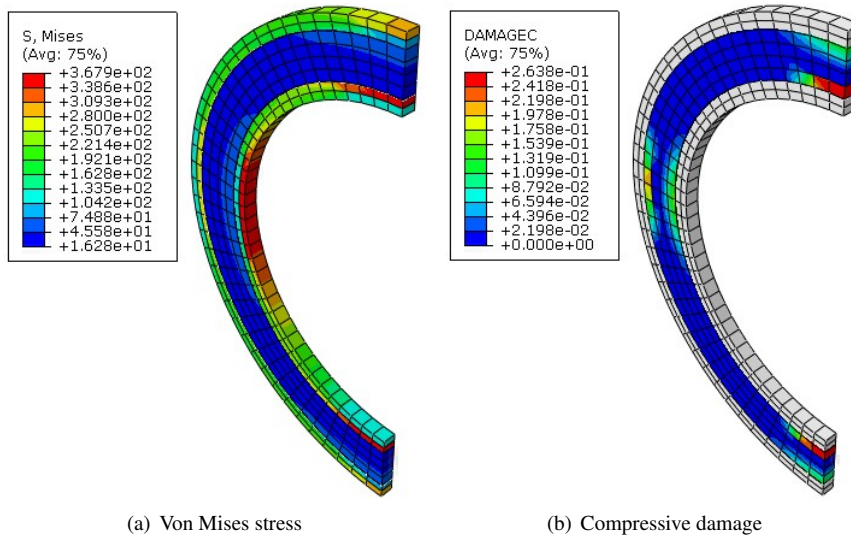 S, Mises
(Avg: 75%)
+3.679e+02
+3.386e+02
+3.093e+02
+2.800e+02
+2.507e+02
+2.214e+02
+1.921e+02
+1.628e+02
+1.335e+02
+1.042e+02
+7.488e+01
+4.558e+01
+1.628e+01
DAMAGEC
(Avg: 75%)
+2.638e-01
+2.418e-01
+2.198e-01
+1.978e-01
+1.758e-01
+1.539e-01
+1.319e-01
+1.099e-01
+8.792e-02
+6.594e-02
+4.396e-02
+2.198e-02
+0.000e+00
(a) Von Mises stress
(b) Compressive damage